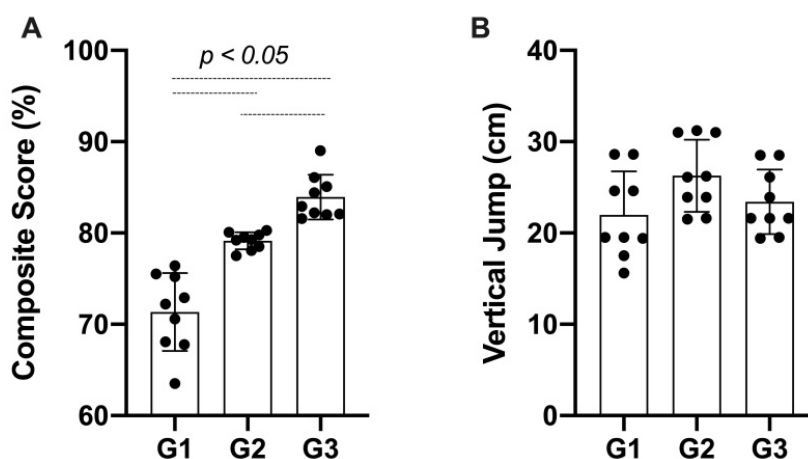 A
Composite Score (%)
100
90
80
70
60
p < 0.05
G1 G2 G3
B
Vertical Jump (cm)
40
30
20
10
0
G1 G2 G3